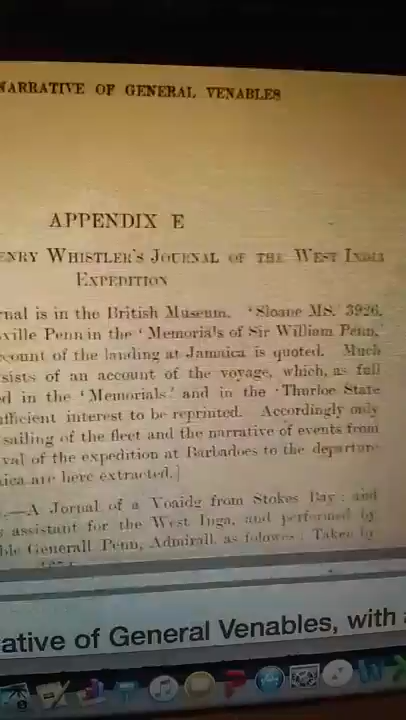 NARRATIVE OF GENERAL VENABLES
APPENDIX E
ENRY WHISTLER'S JOURNAL OF THE WEST INDIA
EXPEDITION
rnal is in the British Museum. 'Sloane MS. 3926.
ville Penn in the 'Memorials of Sir William Penn,'
count of the landing at Jamaica is quoted. Much
sists of an account of the voyage, which, as full
d in the 'Memorials' and in the 'Thurloe State
ufficient interest to be reprinted. Accordingly only
sailing of the fleet and the narrative of events from
val of the expedition at Barbadoes to the departure
aica are here extracted.]
.—A Jornal of a Voaidg from Stokes Bay: and
s assistant for the West Inga, and performed by
ble Generall Penn, Admirall, as folowes: Taken by
ative of General Venables, with a